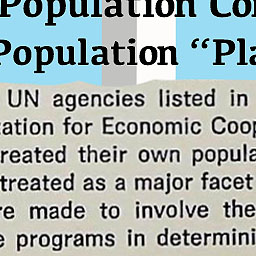 Population Co
Population “Pla
UN agencies listed in
ation for Economic Coo
reated their own popula
treated as a major facet
re made to involve the
programs in determini